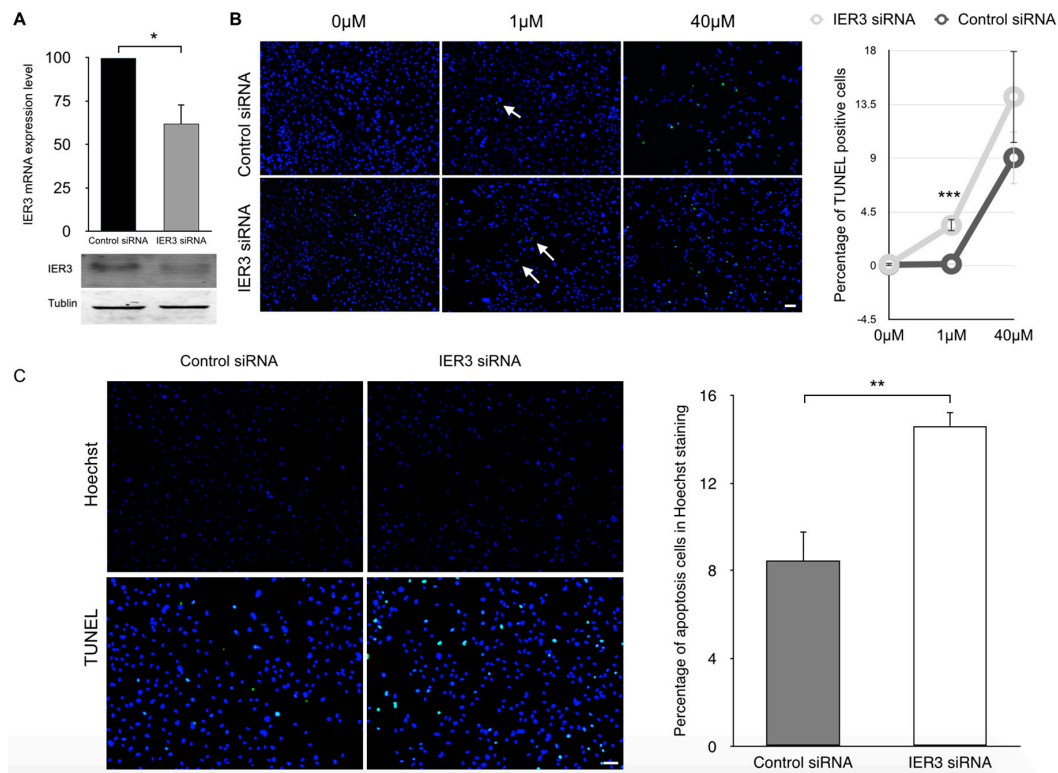 A
IER3 mRNA expression level
100
75
50
25
0
*
Control siRNA IER3 siRNA
IER3
Tublin
B
0μM 1μM 40μM
Control siRNA
IER3 siRNA
IER3 siRNA Control siRNA
Percentage of TUNEL positive cells
18
13.5
9
4.5
0
-4.5
***
0μM 1μM 40μM
C
Control siRNA IER3 siRNA
Hoechst
TUNEL
Percentage of apoptosis cells in Hoechst staining
16
12
8
4
0
**
Control siRNA IER3 siRNA